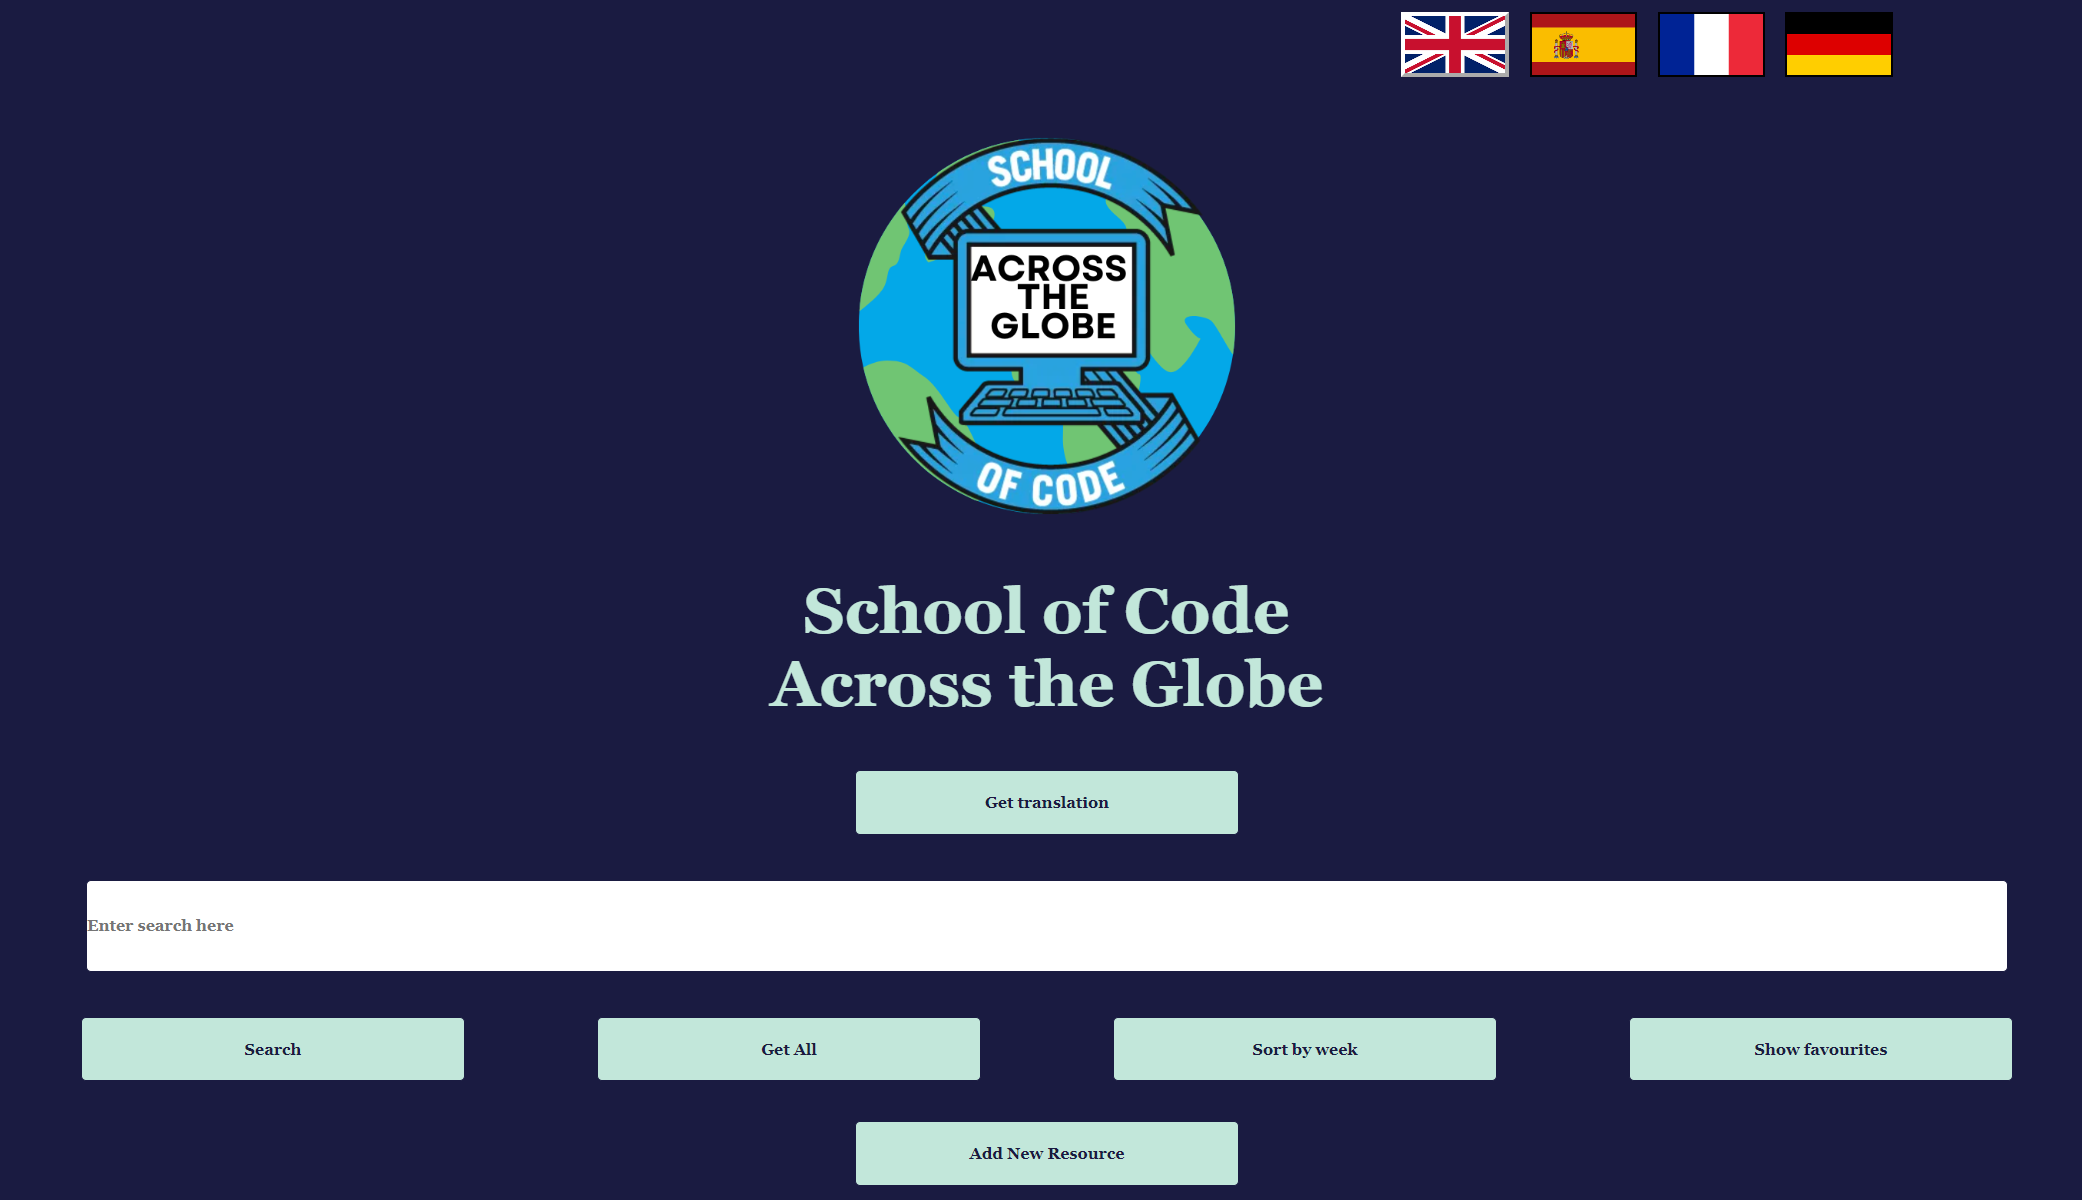 SCHOOL
ACROSS
THE
GLOBE
OF CODE
School of Code
Across the Globe
Get translation
Enter search here
Search
Get All
Sort by week
Show favourites
Add New Resource